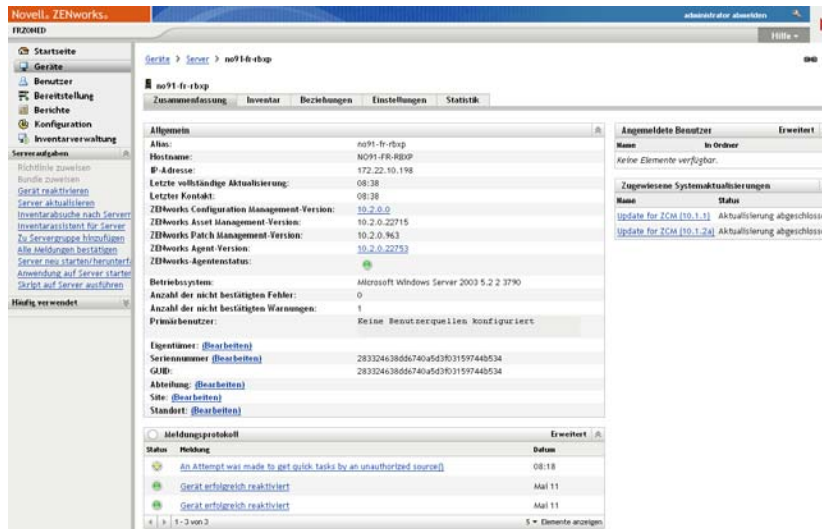 Novell® ZENworks®
administrator abmelden
FRZONED
Hilfe
Startseite
Geräte
Benutzer
Bereitstellung
Berichte
Konfiguration
Inventarverwaltung
Serveraufgaben
Richtlinie zuweisen
Bundle zuweisen
Gerät reaktivieren
Server aktualisieren
Inventarabsuche nach Servern
Inventarassistent für Server
Zu Servergruppe hinzufügen
Alle Meldungen bestätigen
Server neu starten/herunterfa
Anwendung auf Server starten
Skript auf Server ausführen
Häufig verwendet
Geräte > Server > no91-fr-rbxp
no91-fr-rbxp
Zusammenfassung Inventar Beziehungen Einstellungen Statistik
Allgemein
Alias: no91-fr-rbxp
Hostname: NO91-FR-RBXP
IP-Adresse: 172.22.10.198
Letzte vollständige Aktualisierung: 08:38
Letzter Kontakt: 08:38
ZENworks Configuration Management-Version: 10.2.0.0
ZENworks Asset Management-Version: 10.2.0.22715
ZENworks Patch Management-Version: 10.2.0.963
ZENworks Agent-Version: 10.2.0.22753
ZENworks-Agentenstatus:
Betriebssystem: Microsoft Windows Server 2003 5.2 2 3790
Anzahl der nicht bestätigten Fehler: 0
Anzahl der nicht bestätigten Warnungen: 1
Primärbenutzer: Keine Benutzerquellen konfiguriert
Eigentümer: (Bearbeiten)
Seriennummer (Bearbeiten) 283324638dd6740a5d3f03159744b534
GUID: 283324638dd6740a5d3f03159744b534
Abteilung: (Bearbeiten)
Site: (Bearbeiten)
Standort: (Bearbeiten)
Meldungsprotokoll Erweitert
Status Meldung Datum
An Attempt was made to get quick tasks by an unauthorized source() 08:18
Gerät erfolgreich reaktiviert Mai 11
Gerät erfolgreich reaktiviert Mai 11
1 - 3 von 3 5 Elemente anzeigen
Angemeldete Benutzer Erweitert
Name In Ordner
Keine Elemente verfügbar.
Zugewiesene Systemaktualisierungen
Name Status
Update for ZCM (10.1.1) Aktualisierung abgeschlosse
Update for ZCM (10.1.2a) Aktualisierung abgeschlosse